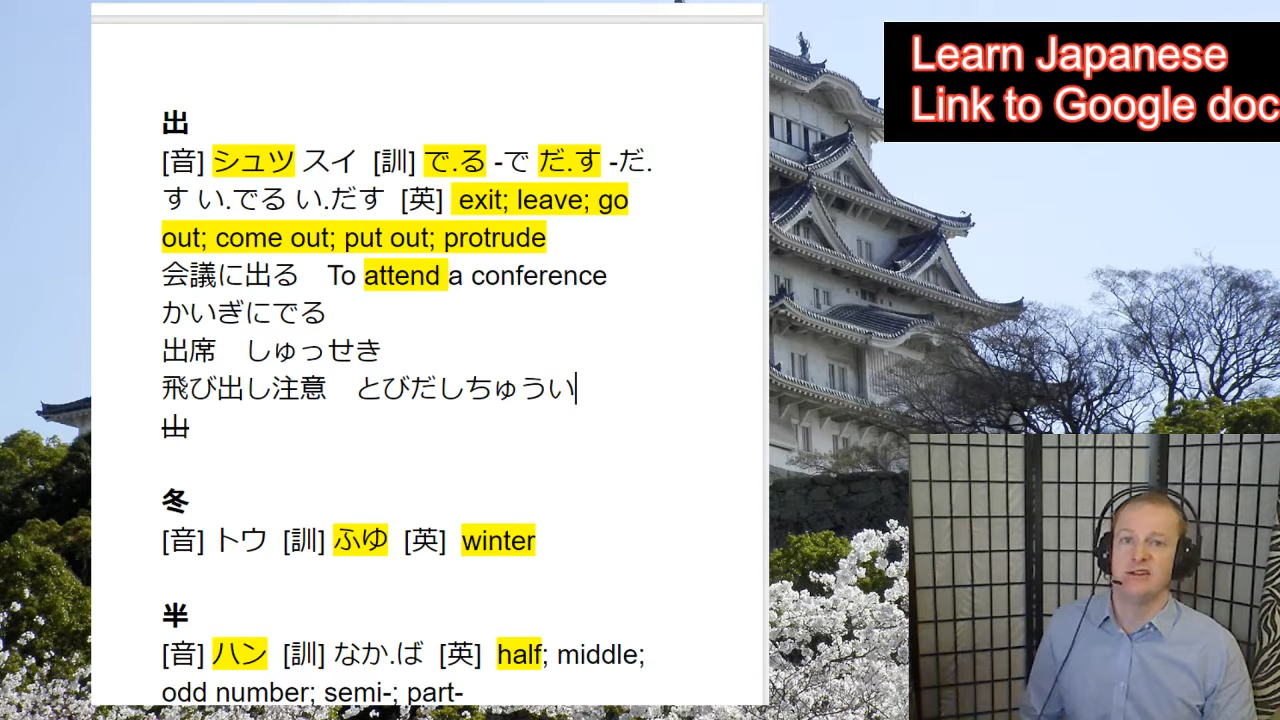 出
[音] シュツ スイ [訓] で.る -で だ.す -だ.
す い.でる い.だす [英] exit; leave; go
out; come out; put out; protrude
会議に出る　To attend a conference
かいぎにでる
出席　しゅっせき
飛び出し注意　とびだしちゅうい
冬
[音] トウ [訓] ふゆ [英] winter
半
[音] ハン [訓] なか.ば [英] half; middle;
odd number; semi-; part-
Learn Japanese
Link to Google doc